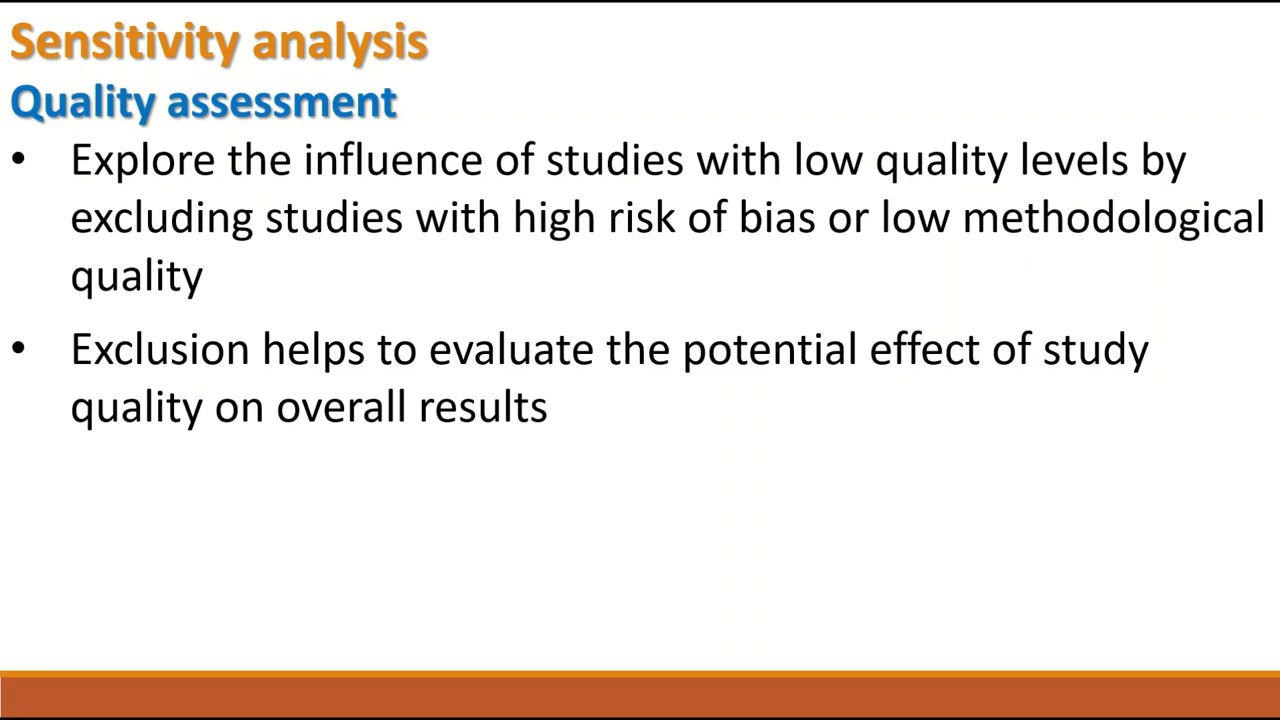 Sensitivity analysis
Quality assessment
• Explore the influence of studies with low quality levels by
excluding studies with high risk of bias or low methodological
quality
• Exclusion helps to evaluate the potential effect of study
quality on overall results